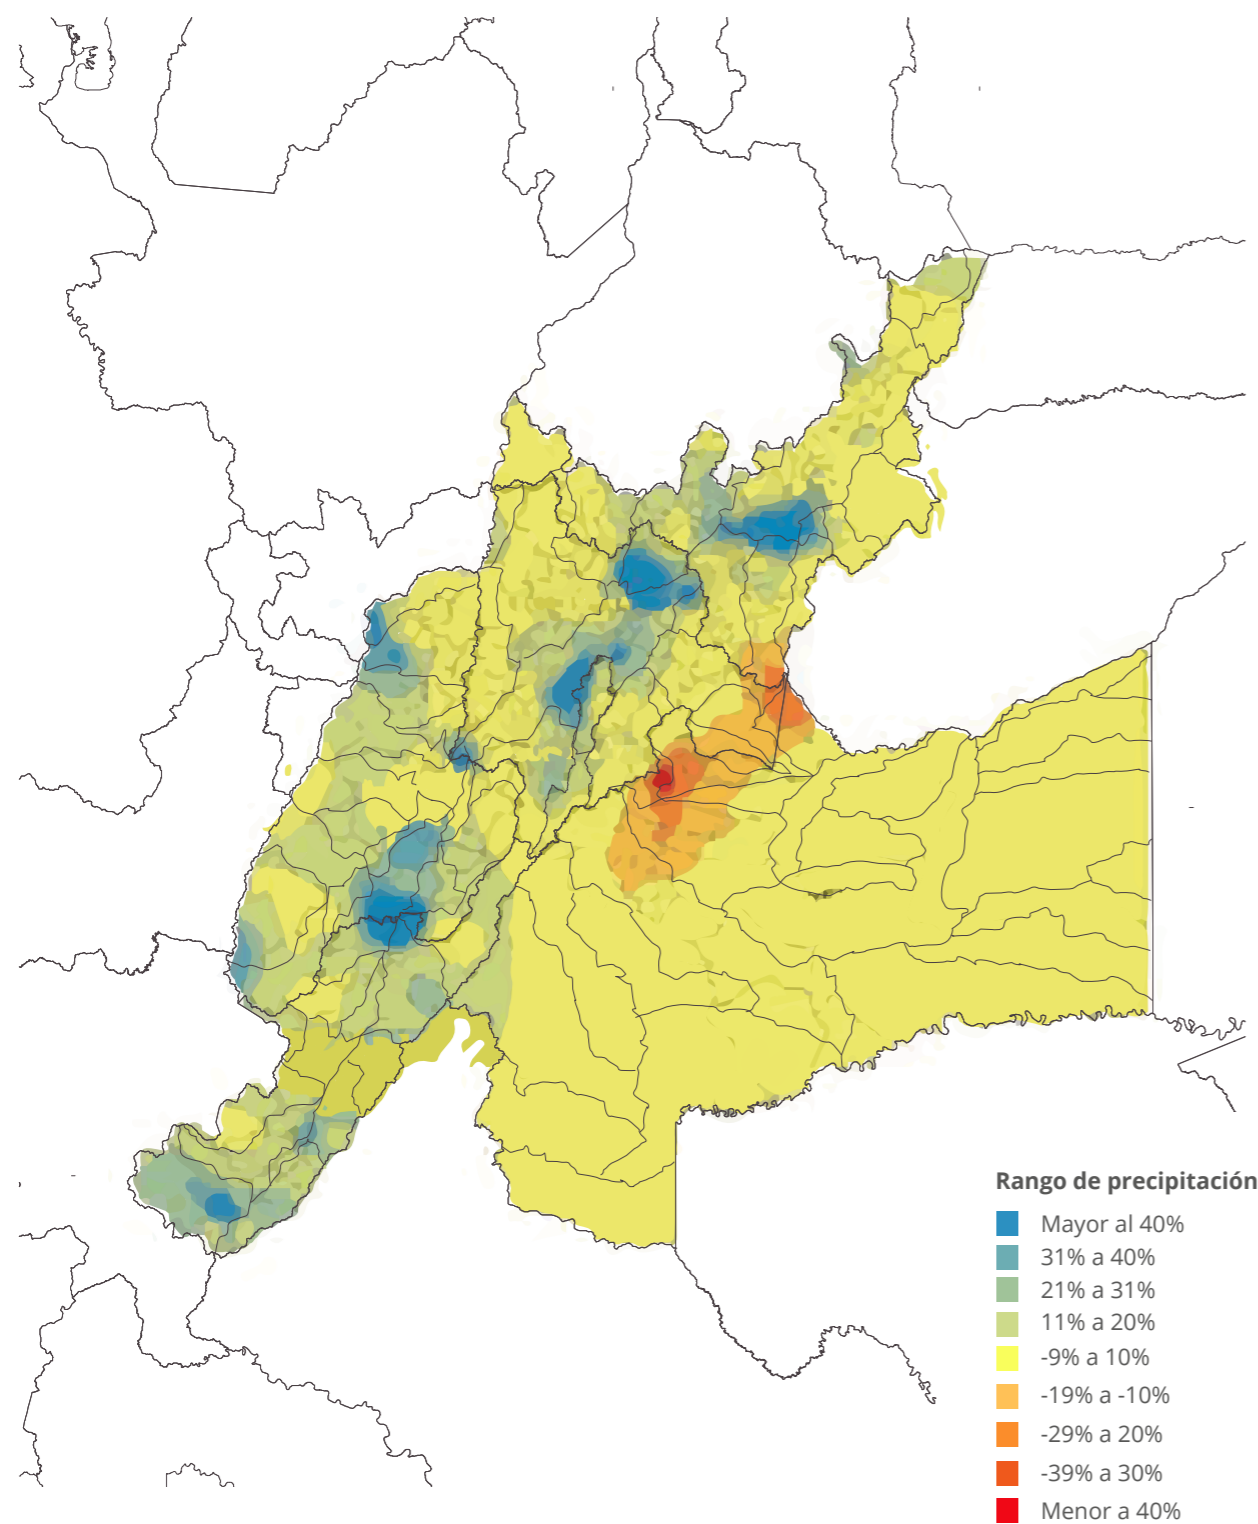 Rango de precipitación
Mayor al 40%
31% a 40%
21% a 31%
11% a 20%
-9% a 10%
-19% a -10%
-29% a 20%
-39% a 30%
Menor a 40%